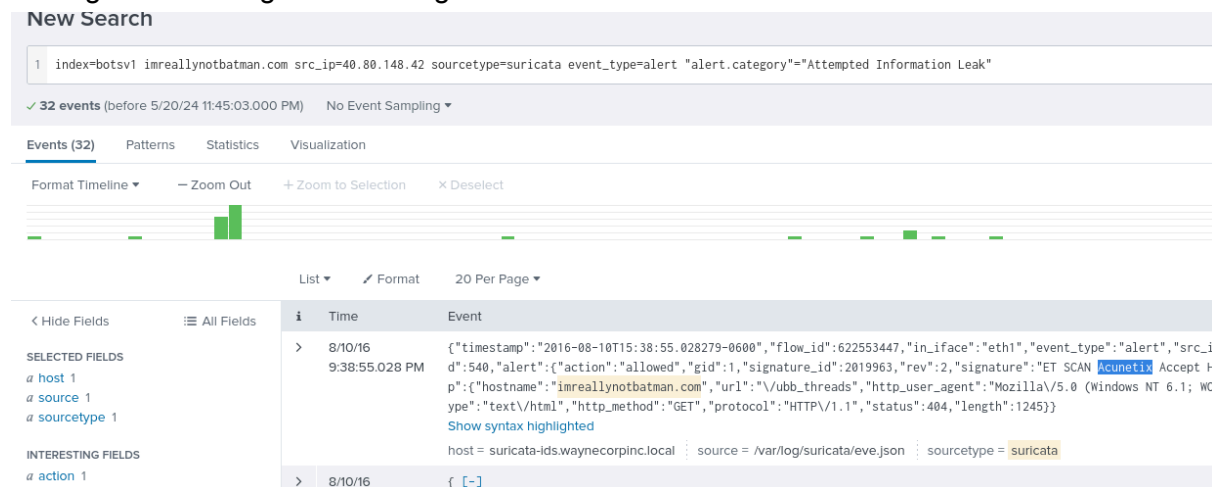 New Search
1 index=botsv1 imreallynotbatman.com src_ip=40.80.148.42 sourcetype=suricata event_type=alert "alert.category"="Attempted Information Leak"
✓ 32 events (before 5/20/24 11:45:03.000 PM) No Event Sampling ▾
Events (32) Patterns Statistics Visualization
Format Timeline ▾ — Zoom Out + Zoom to Selection × Deselect
List ▾ Format 20 Per Page ▾
< Hide Fields All Fields i Time Event
SELECTED FIELDS
a host 1
a source 1
a sourcetype 1
INTERESTING FIELDS
a action 1
> 8/10/16
9:38:55.028 PM
{"timestamp":"2016-08-10T15:38:55.028279-0600","flow_id":622553447,"in_iface":"eth1","event_type":"alert","src_i
d":540,"alert":{"action":"allowed","gid":1,"signature_id":2019963,"rev":2,"signature":"ET SCAN Acunetix Accept H
p":{"hostname":"imreallynotbatman.com","url":"\/ubb_threads","http_user_agent":"Mozilla\/5.0 (Windows NT 6.1; WO
ype":"text\/html","http_method":"GET","protocol":"HTTP\/1.1","status":404,"length":1245}}
Show syntax highlighted
host = suricata-ids.waynecorpinc.local source = /var/log/suricata/eve.json sourcetype = suricata
> 8/10/16 { [-]